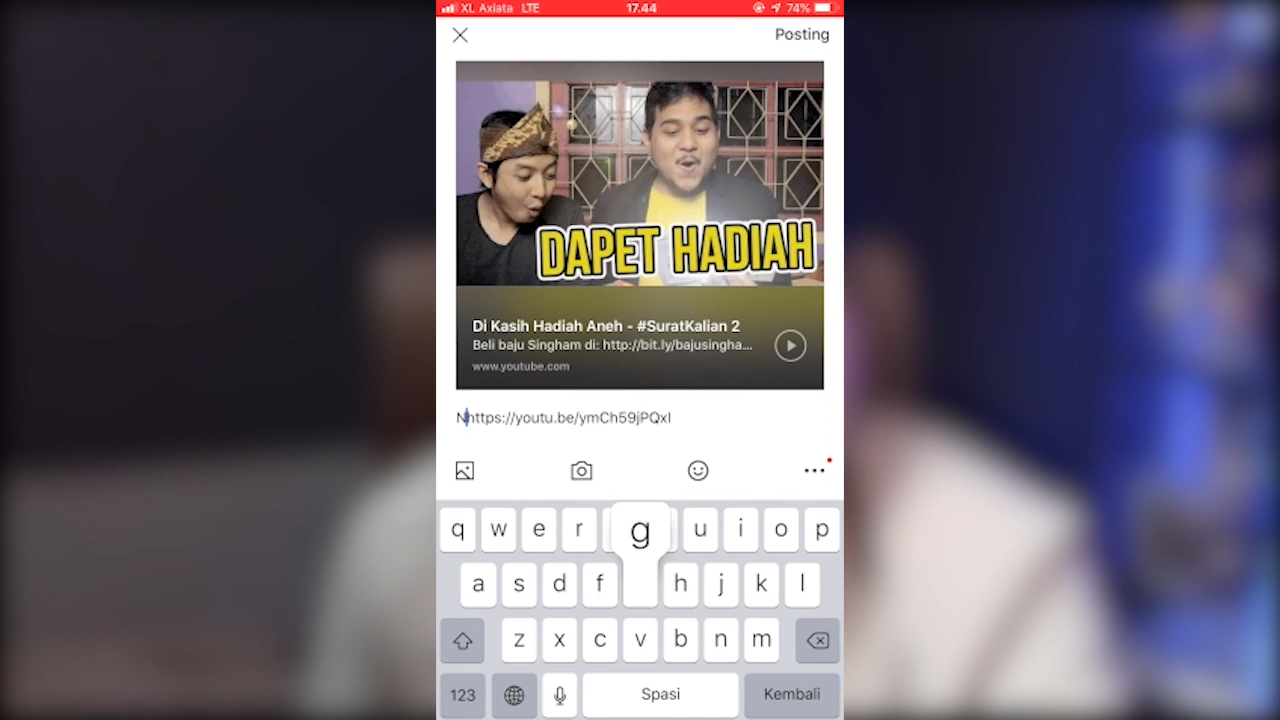 XL Axiata LTE 17.44 74%
Posting
DAPET HADIAH
Di Kasih Hadiah Aneh - #SuratKalian 2
Beli baju Singham di: http://bit.ly/bajusingha...
www.youtube.com
Nhttps://youtu.be/ymCh59jPQxI
q w e r g u i o p
a s d f h j k l
z x c v b n m
123 Spasi Kembali